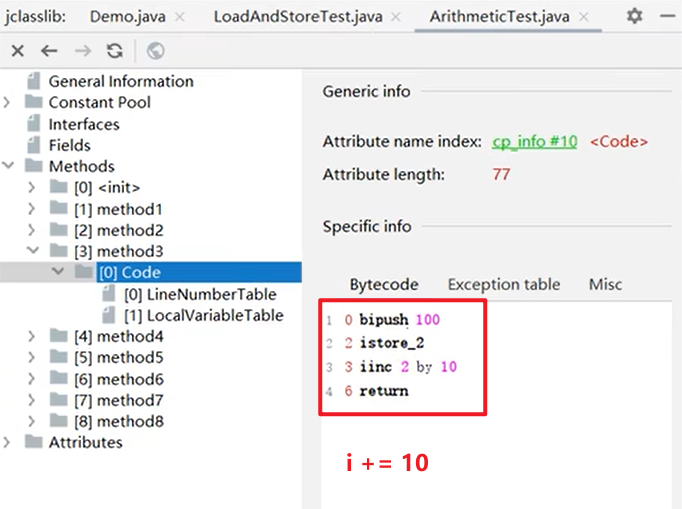 jclasslib: Demo.java LoadAndStoreTest.java ArithmeticTest.java
General Information
Constant Pool
Interfaces
Fields
Methods
[0] <init>
[1] method1
[2] method2
[3] method3
[0] Code
[0] LineNumberTable
[1] LocalVariableTable
[4] method4
[5] method5
[6] method6
[7] method7
[8] method8
Attributes
Generic info
Attribute name index: cp_info #10 <Code>
Attribute length: 77
Specific info
Bytecode Exception table Misc
1 0 bipush 100
2 2 istore_2
3 3 iinc 2 by 10
4 6 return
i += 10